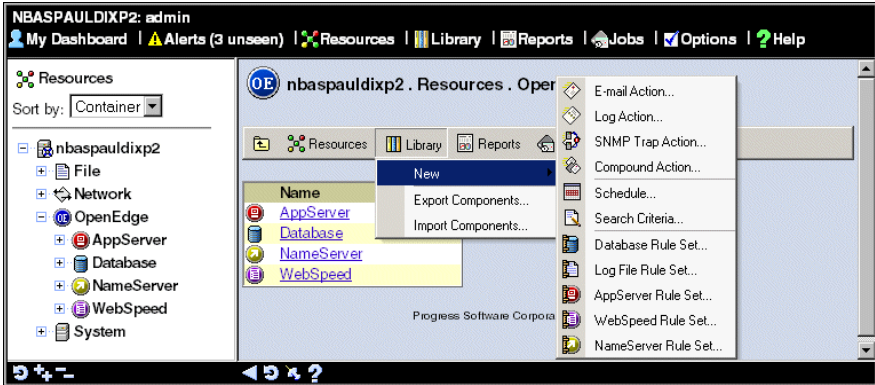 NBASPAULDIXP2: admin
My Dashboard | Alerts (3 unseen) | Resources | Library | Reports | Jobs | Options | ? Help
Resources
Sort by: Container
nbaspauldixp2
File
Network
OE OpenEdge
AppServer
Database
NameServer
WebSpeed
System
OE nbaspauldixp2 . Resources . Oper
Resources Library Reports
New
Export Components...
Import Components...
Name
AppServer
Database
NameServer
WebSpeed
Progress Software Corpora
E-mail Action...
Log Action...
SNMP Trap Action...
Compound Action...
Schedule...
Search Criteria...
Database Rule Set...
Log File Rule Set...
AppServer Rule Set...
WebSpeed Rule Set...
NameServer Rule Set...